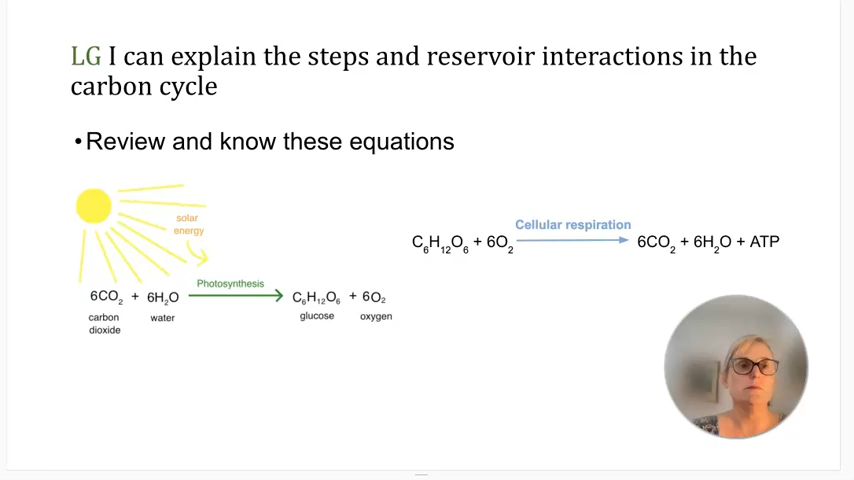 LG I can explain the steps and reservoir interactions in the
carbon cycle
• Review and know these equations
solar
energy
Cellular respiration
C₆H₁₂O₆ + 6O₂ → 6CO₂ + 6H₂O + ATP
Photosynthesis
6CO₂ + 6H₂O → C₆H₁₂O₆ + 6O₂
carbon
dioxide
water
glucose
oxygen